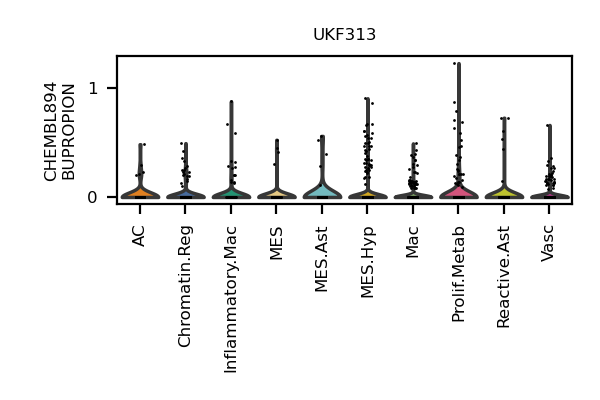 UKF313
CHEMBL894
BUPROPION
1
0
AC
Chromatin.Reg
Inflammatory.Mac
MES
MES.Ast
MES.Hyp
Mac
Prolif.Metab
Reactive.Ast
Vasc